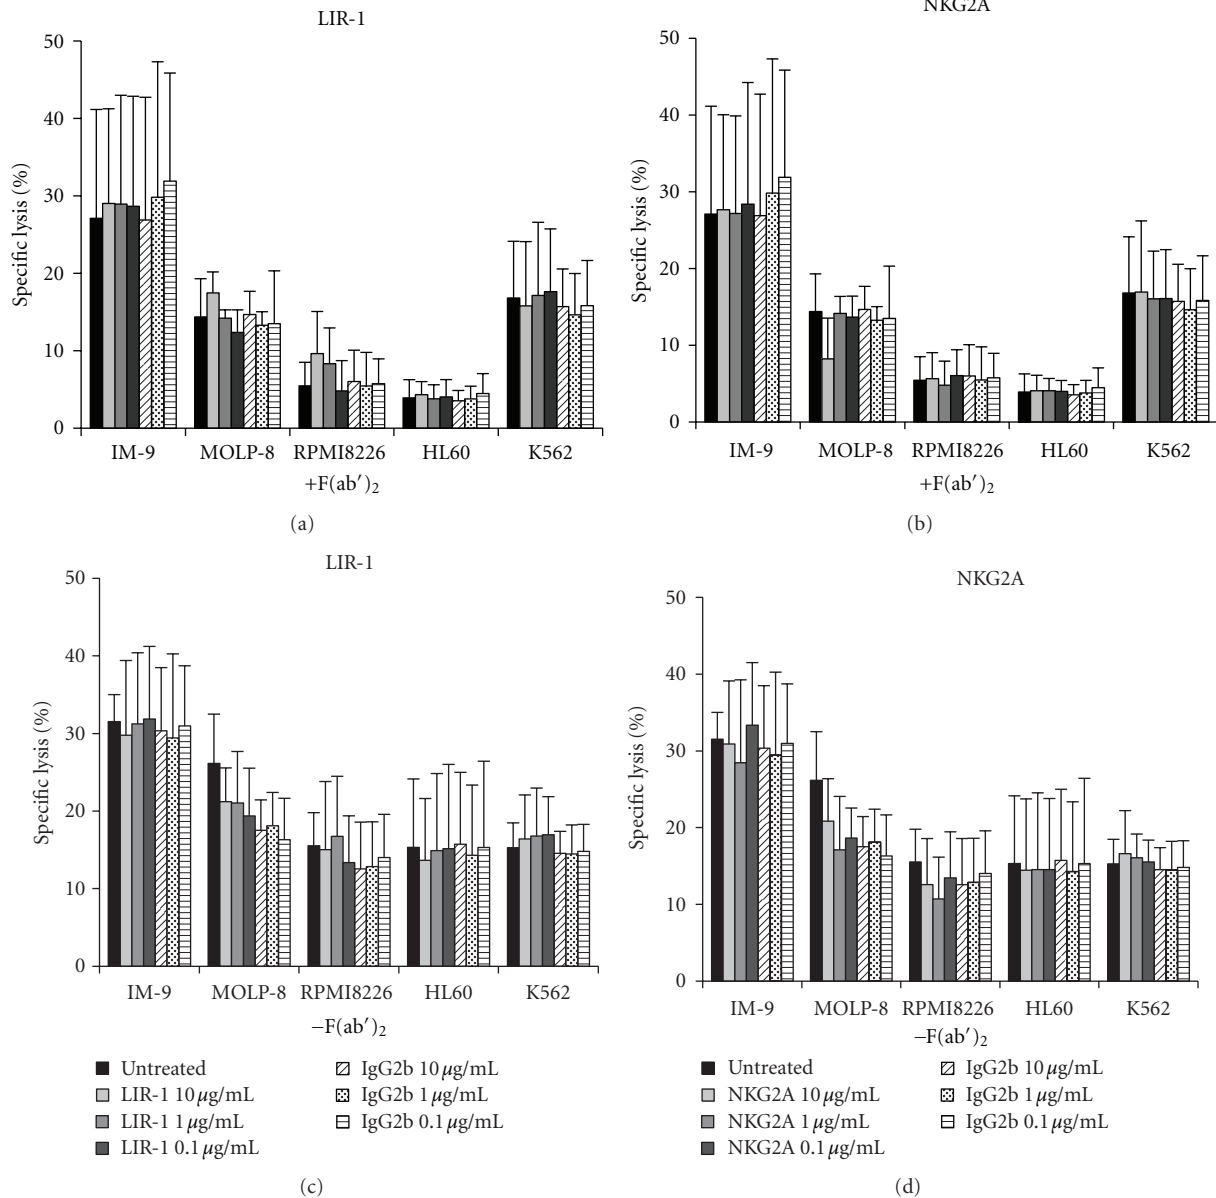 LIR-1
50
40
30
20
10
0
Specific lysis (%)
IM-9 MOLP-8 RPMI8226 HL60 K562
+F(ab′)₂
(a)
NKG2A
50
40
30
20
10
0
Specific lysis (%)
IM-9 MOLP-8 RPMI8226 HL60 K562
+F(ab′)₂
(b)
LIR-1
50
40
30
20
10
0
Specific lysis (%)
IM-9 MOLP-8 RPMI8226 HL60 K562
−F(ab′)₂
Untreated
LIR-1 10 μg/mL
LIR-1 1 μg/mL
LIR-1 0.1 μg/mL
IgG2b 10 μg/mL
IgG2b 1 μg/mL
IgG2b 0.1 μg/mL
(c)
NKG2A
50
40
30
20
10
0
Specific lysis (%)
IM-9 MOLP-8 RPMI8226 HL60 K562
−F(ab′)₂
Untreated
NKG2A 10 μg/mL
NKG2A 1 μg/mL
NKG2A 0.1 μg/mL
IgG2b 10 μg/mL
IgG2b 1 μg/mL
IgG2b 0.1 μg/mL
(d)